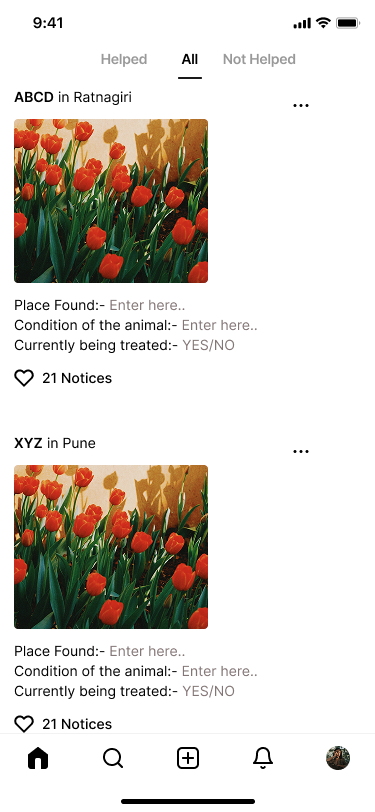 9:41
Helped All Not Helped
ABCD in Ratnagiri
Place Found:- Enter here..
Condition of the animal:- Enter here..
Currently being treated:- YES/NO
21 Notices
XYZ in Pune
Place Found:- Enter here..
Condition of the animal:- Enter here..
Currently being treated:- YES/NO
21 Notices